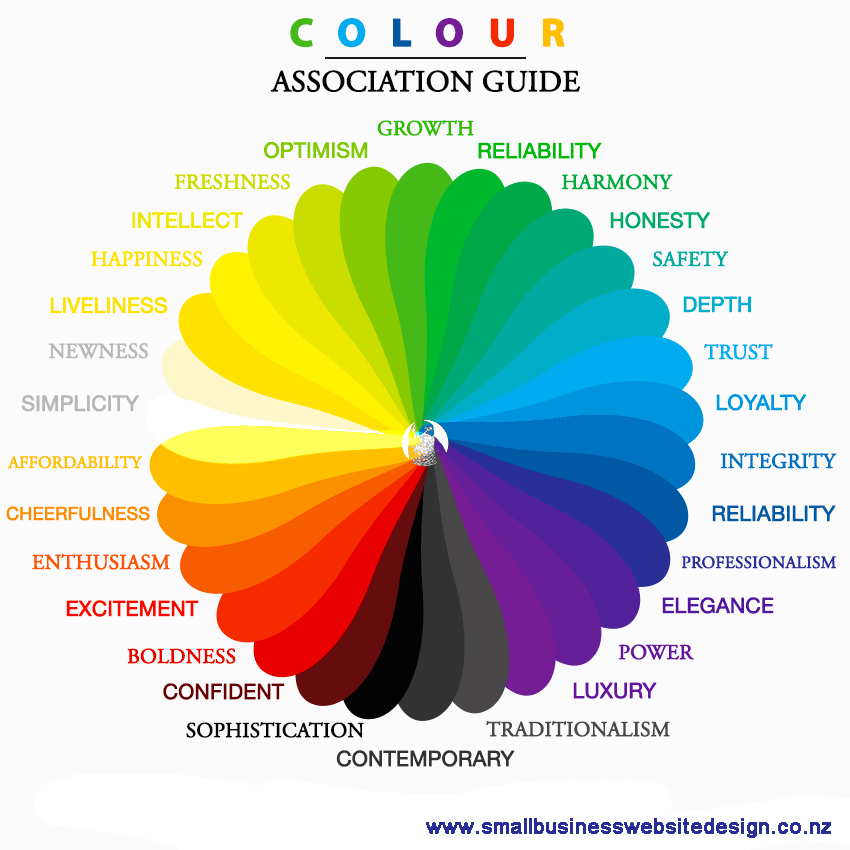 COLOUR
ASSOCIATION GUIDE
GROWTH
RELIABILITY
HARMONY
HONESTY
SAFETY
DEPTH
TRUST
LOYALTY
INTEGRITY
RELIABILITY
PROFESSIONALISM
ELEGANCE
POWER
LUXURY
TRADITIONALISM
CONTEMPORARY
SOPHISTICATION
CONFIDENT
BOLDNESS
EXCITEMENT
ENTHUSIASM
CHEERFULNESS
AFFORDABILITY
SIMPLICITY
NEWNESS
LIVELINESS
HAPPINESS
INTELLECT
FRESHNESS
OPTIMISM
www.smallbusinesswebsitedesign.co.nz